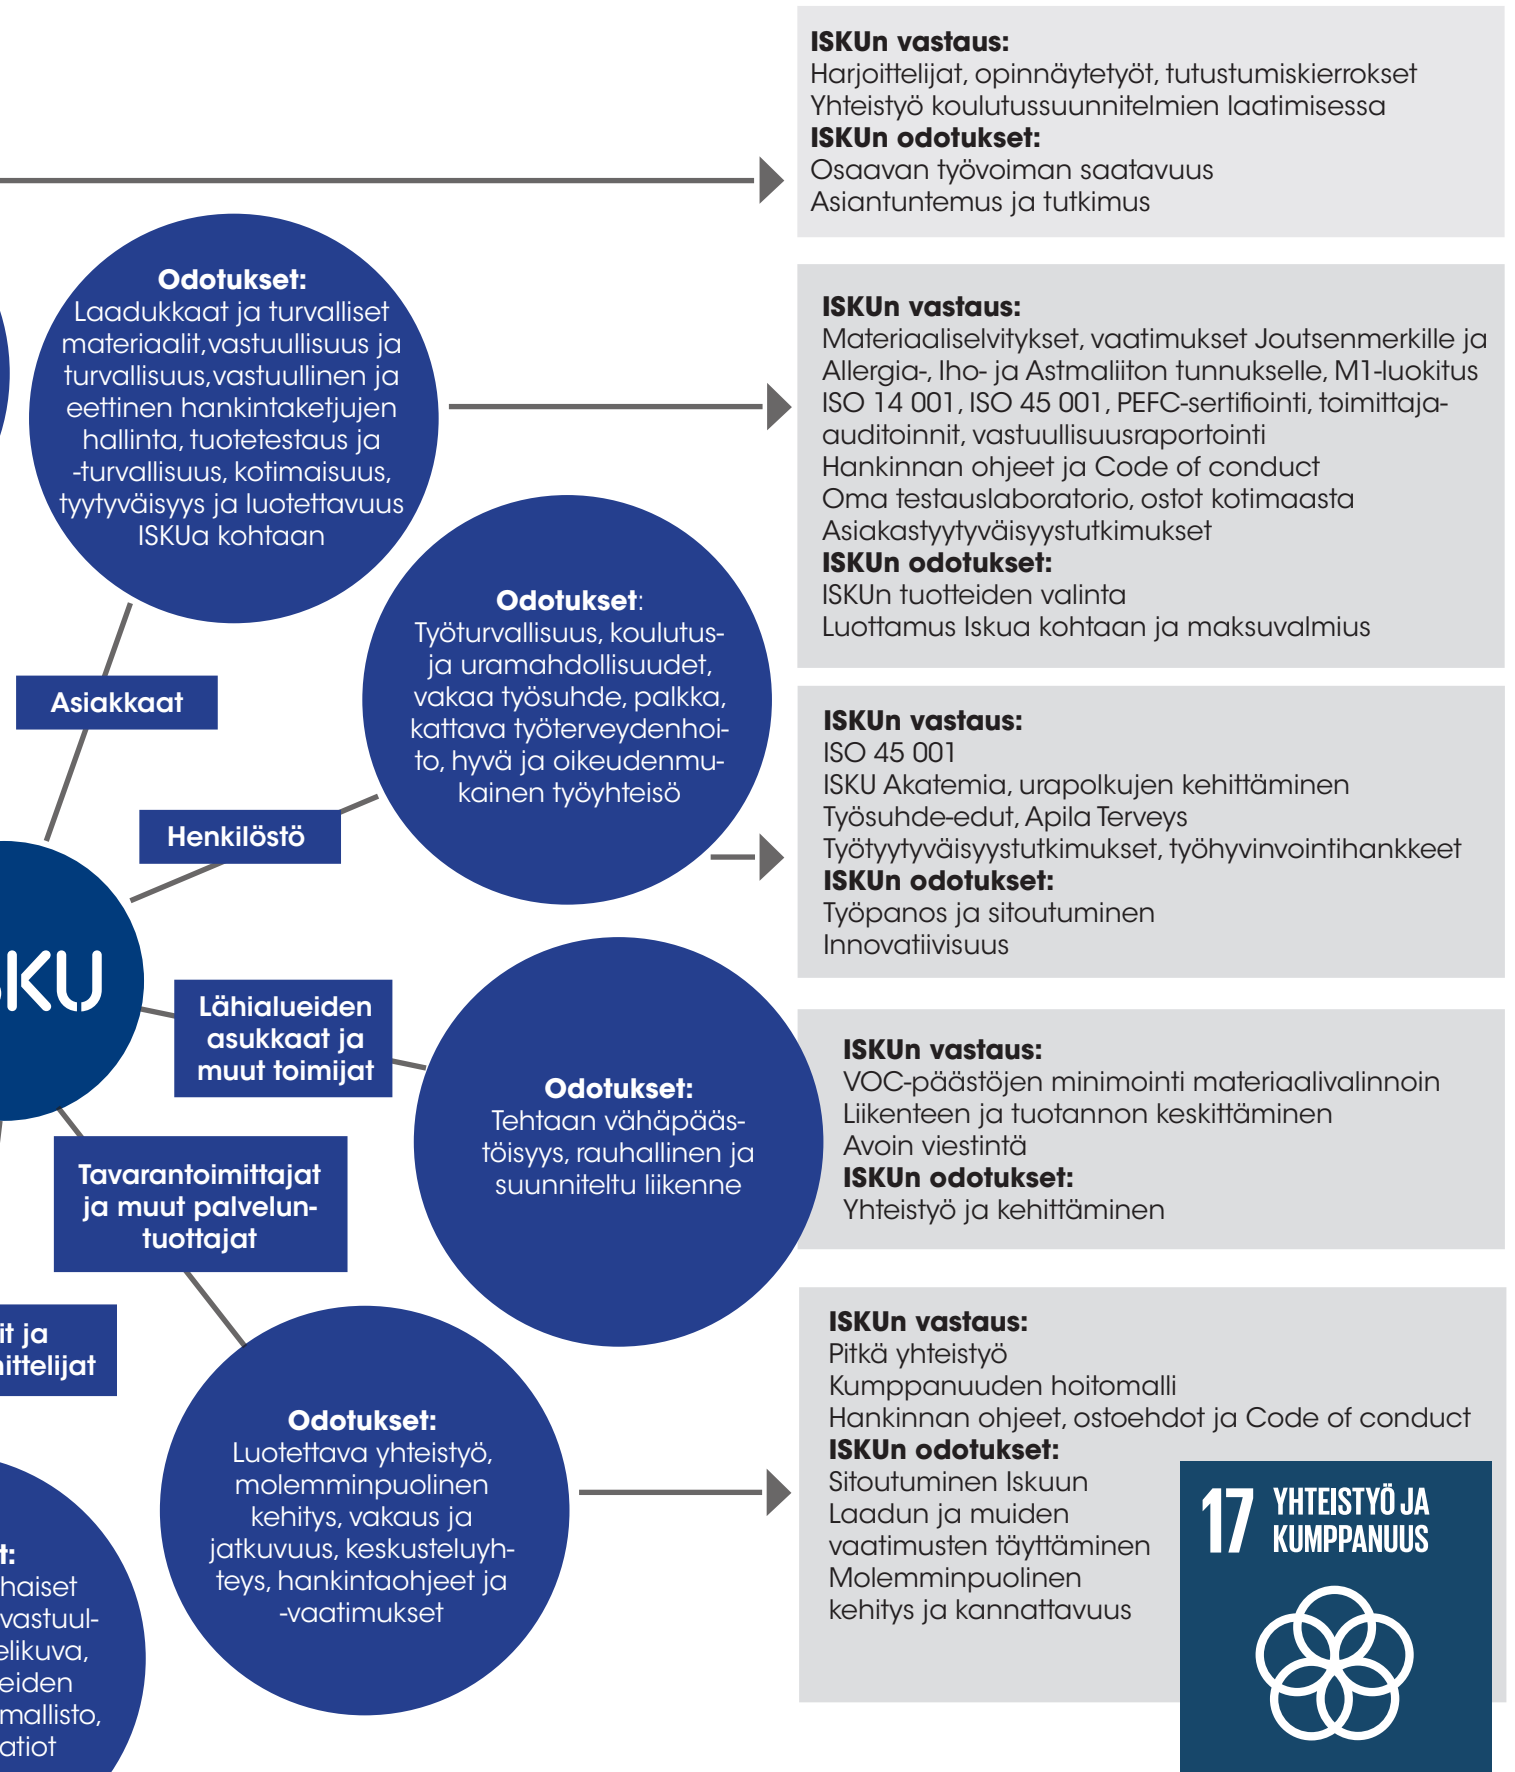 ISKUn vastaus:
Harjoittelijat, opinnäytetyöt, tutustumiskierrokset
Yhteistyö koulutussuunnitelmien laatimisessa
ISKUn odotukset:
Osaavan työvoiman saatavuus
Asiantuntemus ja tutkimus
Odotukset:
Laadukkaat ja turvalliset
materiaalit,vastuullisuus ja
turvallisuus,vastuullinen ja
eettinen hankintaketjujen
hallinta, tuotetestaus ja
-turvallisuus, kotimaisuus,
tyytyväisyys ja luotettavuus
ISKUa kohtaan
ISKUn vastaus:
Materiaaliselvitykset, vaatimukset Joutsenmerkille ja
Allergia-, Iho- ja Astmaliiton tunnukselle, M1-luokitus
ISO 14 001, ISO 45 001, PEFC-sertifiointi, toimittaja-
auditoinnit, vastuullisuusraportointi
Hankinnan ohjeet ja Code of conduct
Oma testauslaboratorio, ostot kotimaasta
Asiakastyytyväisyystutkimukset
ISKUn odotukset:
ISKUn tuotteiden valinta
Luottamus Iskua kohtaan ja maksuvalmius
Asiakkaat
Odotukset:
Työturvallisuus, koulutus-
ja uramahdollisuudet,
vakaa työsuhde, palkka,
kattava työterveydenhoi-
to, hyvä ja oikeudenmu-
kainen työyhteisö
Henkilöstö
ISKUn vastaus:
ISO 45 001
ISKU Akatemia, urapolkujen kehittäminen
Työsuhde-edut, Apila Terveys
Työtyytyväisyystutkimukset, työhyvinvointihankkeet
ISKUn odotukset:
Työpanos ja sitoutuminen
Innovatiivisuus
SKU
Lähialueiden
asukkaat ja
muut toimijat
Odotukset:
Tehtaan vähäpääs-
töisyys, rauhallinen ja
suunniteltu liikenne
ISKUn vastaus:
VOC-päästöjen minimointi materiaalivalinnoin
Liikenteen ja tuotannon keskittäminen
Avoin viestintä
ISKUn odotukset:
Yhteistyö ja kehittäminen
Tavarantoimittajat
ja muut palvelun-
tuottajat
it ja
nittelijat
Odotukset:
Luotettava yhteistyö,
molemminpuolinen
kehitys, vakaus ja
jatkuvuus, keskusteluyh-
teys, hankintaohjeet ja
-vaatimukset
ISKUn vastaus:
Pitkä yhteistyö
Kumppanuuden hoitomalli
Hankinnan ohjeet, ostoehdot ja Code of conduct
ISKUn odotukset:
Sitoutuminen Iskuun
Laadun ja muiden
vaatimusten täyttäminen
Molemminpuolinen
kehitys ja kannattavuus
17 YHTEISTYÖ JA
KUMPPANUUS
t:
haiset
vastuul-
elikuva,
eiden
mallisto,
atiot